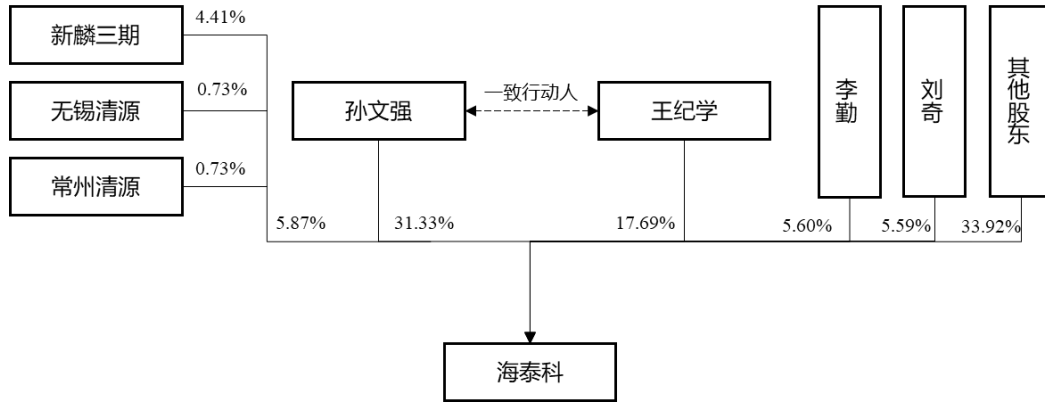 新麟三期
4.41%
无锡清源
0.73%
常州清源
0.73%
5.87%
孙文强
一致行动人
王纪学
31.33%
17.69%
李勤
刘奇
其他股东
5.60%
5.59%
33.92%
海泰科